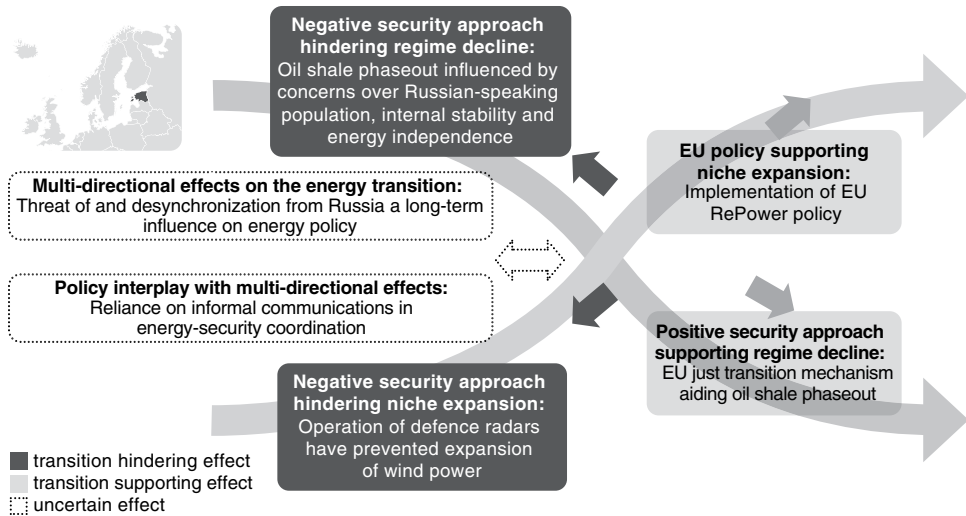 Negative security approach
hindering regime decline:
Oil shale phaseout influenced by
concerns over Russian-speaking
population, internal stability and
energy independence
Multi-directional effects on the energy transition:
Threat of and desynchronization from Russia a long-term
influence on energy policy
Policy interplay with multi-directional effects:
Reliance on informal communications in
energy-security coordination
Negative security approach
hindering niche expansion:
Operation of defence radars
have prevented expansion
of wind power
EU policy supporting
niche expansion:
Implementation of EU
RePower policy
Positive security approach
supporting regime decline:
EU just transition mechanism
aiding oil shale phaseout
transition hindering effect
transition supporting effect
uncertain effect